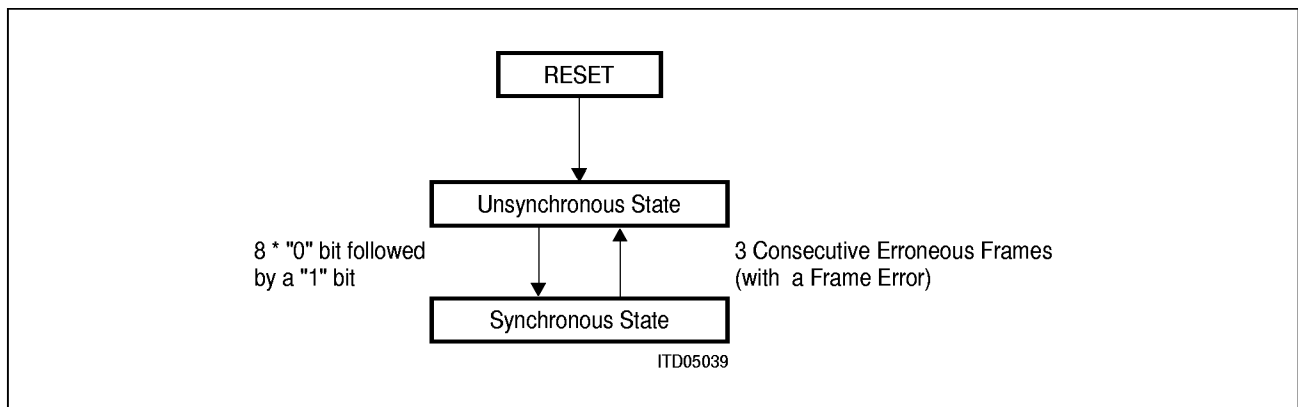 RESET
Unsynchronous State
8 * "0" bit followed
by a "1" bit
3 Consecutive Erroneous Frames
(with a Frame Error)
Synchronous State
ITD05039